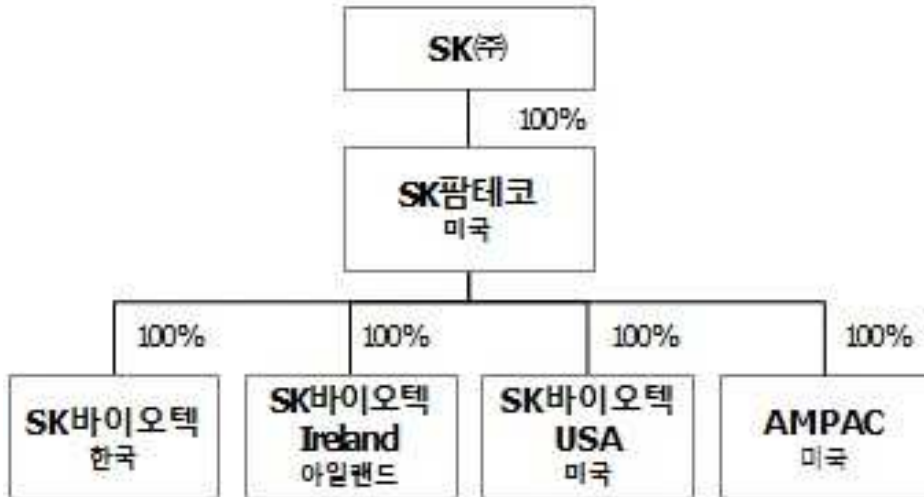 SK㈜
100%
SK팜테코
미국
100%
100%
100%
100%
SK바이오텍
한국
SK바이오텍
Ireland
아일랜드
SK바이오텍
USA
미국
AMPAC
미국